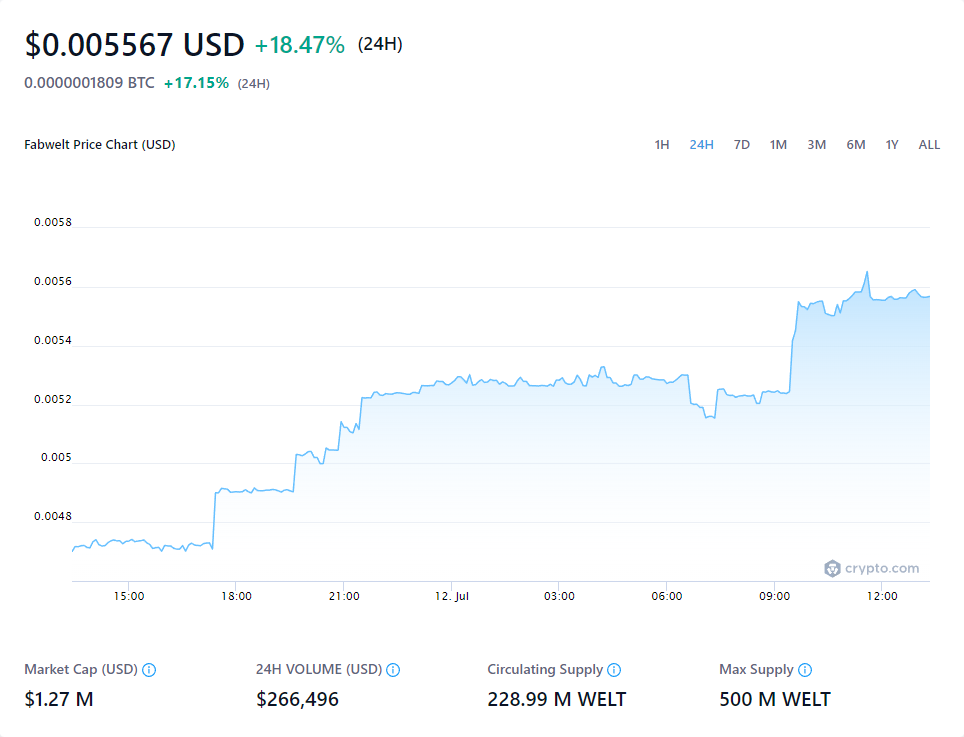 $0.005567 USD +18.47% (24H)
0.0000001809 BTC +17.15% (24H)
Fabwelt Price Chart (USD)
1H 24H 7D 1M 3M 6M 1Y ALL
0.0058
0.0056
0.0054
0.0052
0.005
0.0048
crypto.com
15:00 18:00 21:00 12. Jul 03:00 06:00 09:00 12:00
Market Cap (USD) 24H VOLUME (USD) Circulating Supply Max Supply
$1.27 M $266,496 228.99 M WELT 500 M WELT